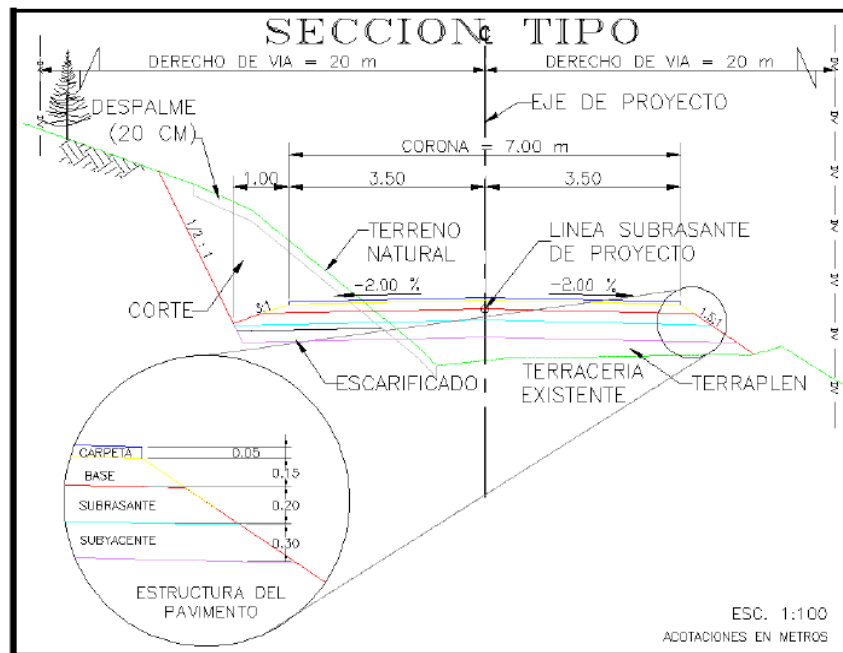 SECCION TIPO
℄
DERECHO DE VIA = 20 m
DERECHO DE VIA = 20 m
DESPALME
(20 CM)
EJE DE PROYECTO
CORONA = 7.00 m
1.00
3.50
3.50
1/2:1
TERRENO
NATURAL
LINEA SUBRASANTE
DE PROYECTO
-2.00 %
-2.00 %
CORTE
3:1
1.5:1
ESCARIFICADO
TERRACERIA
EXISTENTE
TERRAPLEN
CARPETA
0.05
BASE
0.15
SUBRASANTE
0.20
SUBYACENTE
0.30
ESTRUCTURA DEL
PAVIMENTO
ESC. 1:100
ACOTACIONES EN METROS